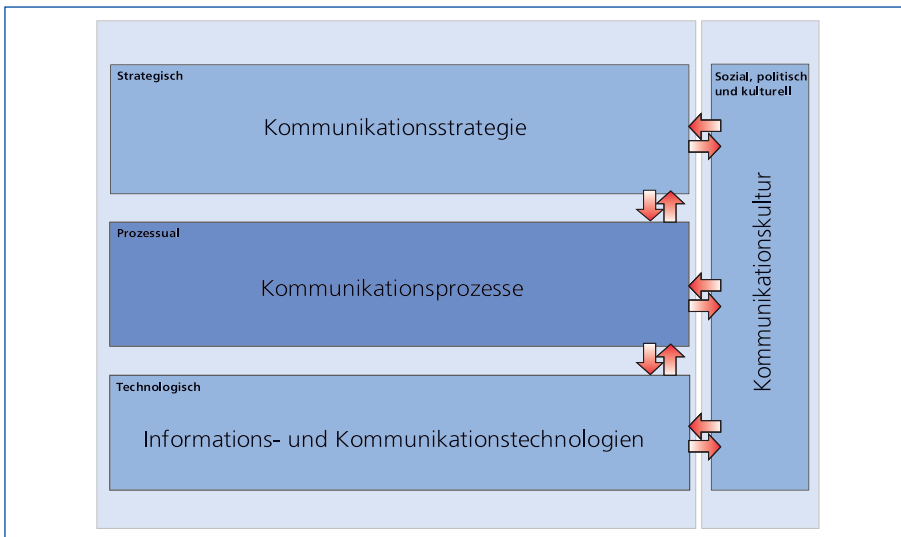 Strategisch
Kommunikationsstrategie
Prozessual
Kommunikationsprozesse
Technologisch
Informations- und Kommunikationstechnologien
Sozial, politisch
und kulturell
Kommunikationskultur